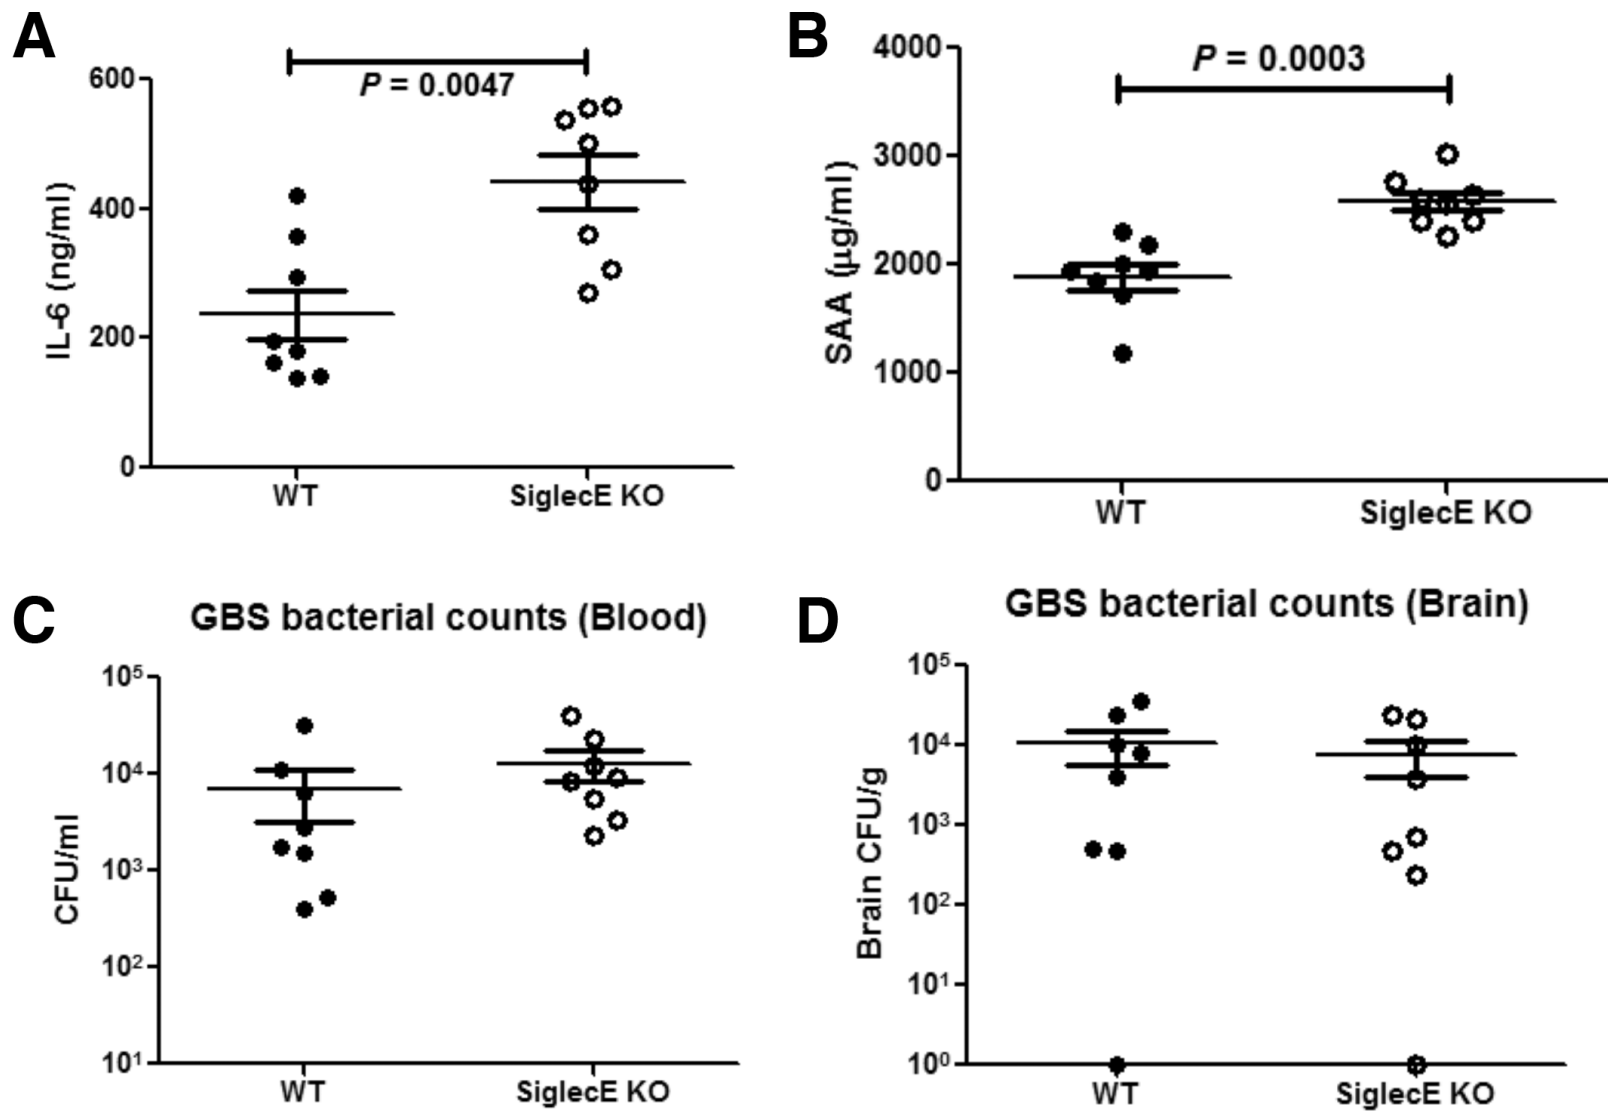 A
P = 0.0047
600
400
200
0
IL-6 (ng/ml)
WT
SiglecE KO
B
P = 0.0003
4000
3000
2000
1000
0
SAA (µg/ml)
WT
SiglecE KO
C
GBS bacterial counts (Blood)
10⁵
10⁴
10³
10²
10¹
CFU/ml
WT
SiglecE KO
D
GBS bacterial counts (Brain)
10⁵
10⁴
10³
10²
10¹
10⁰
Brain CFU/g
WT
SiglecE KO